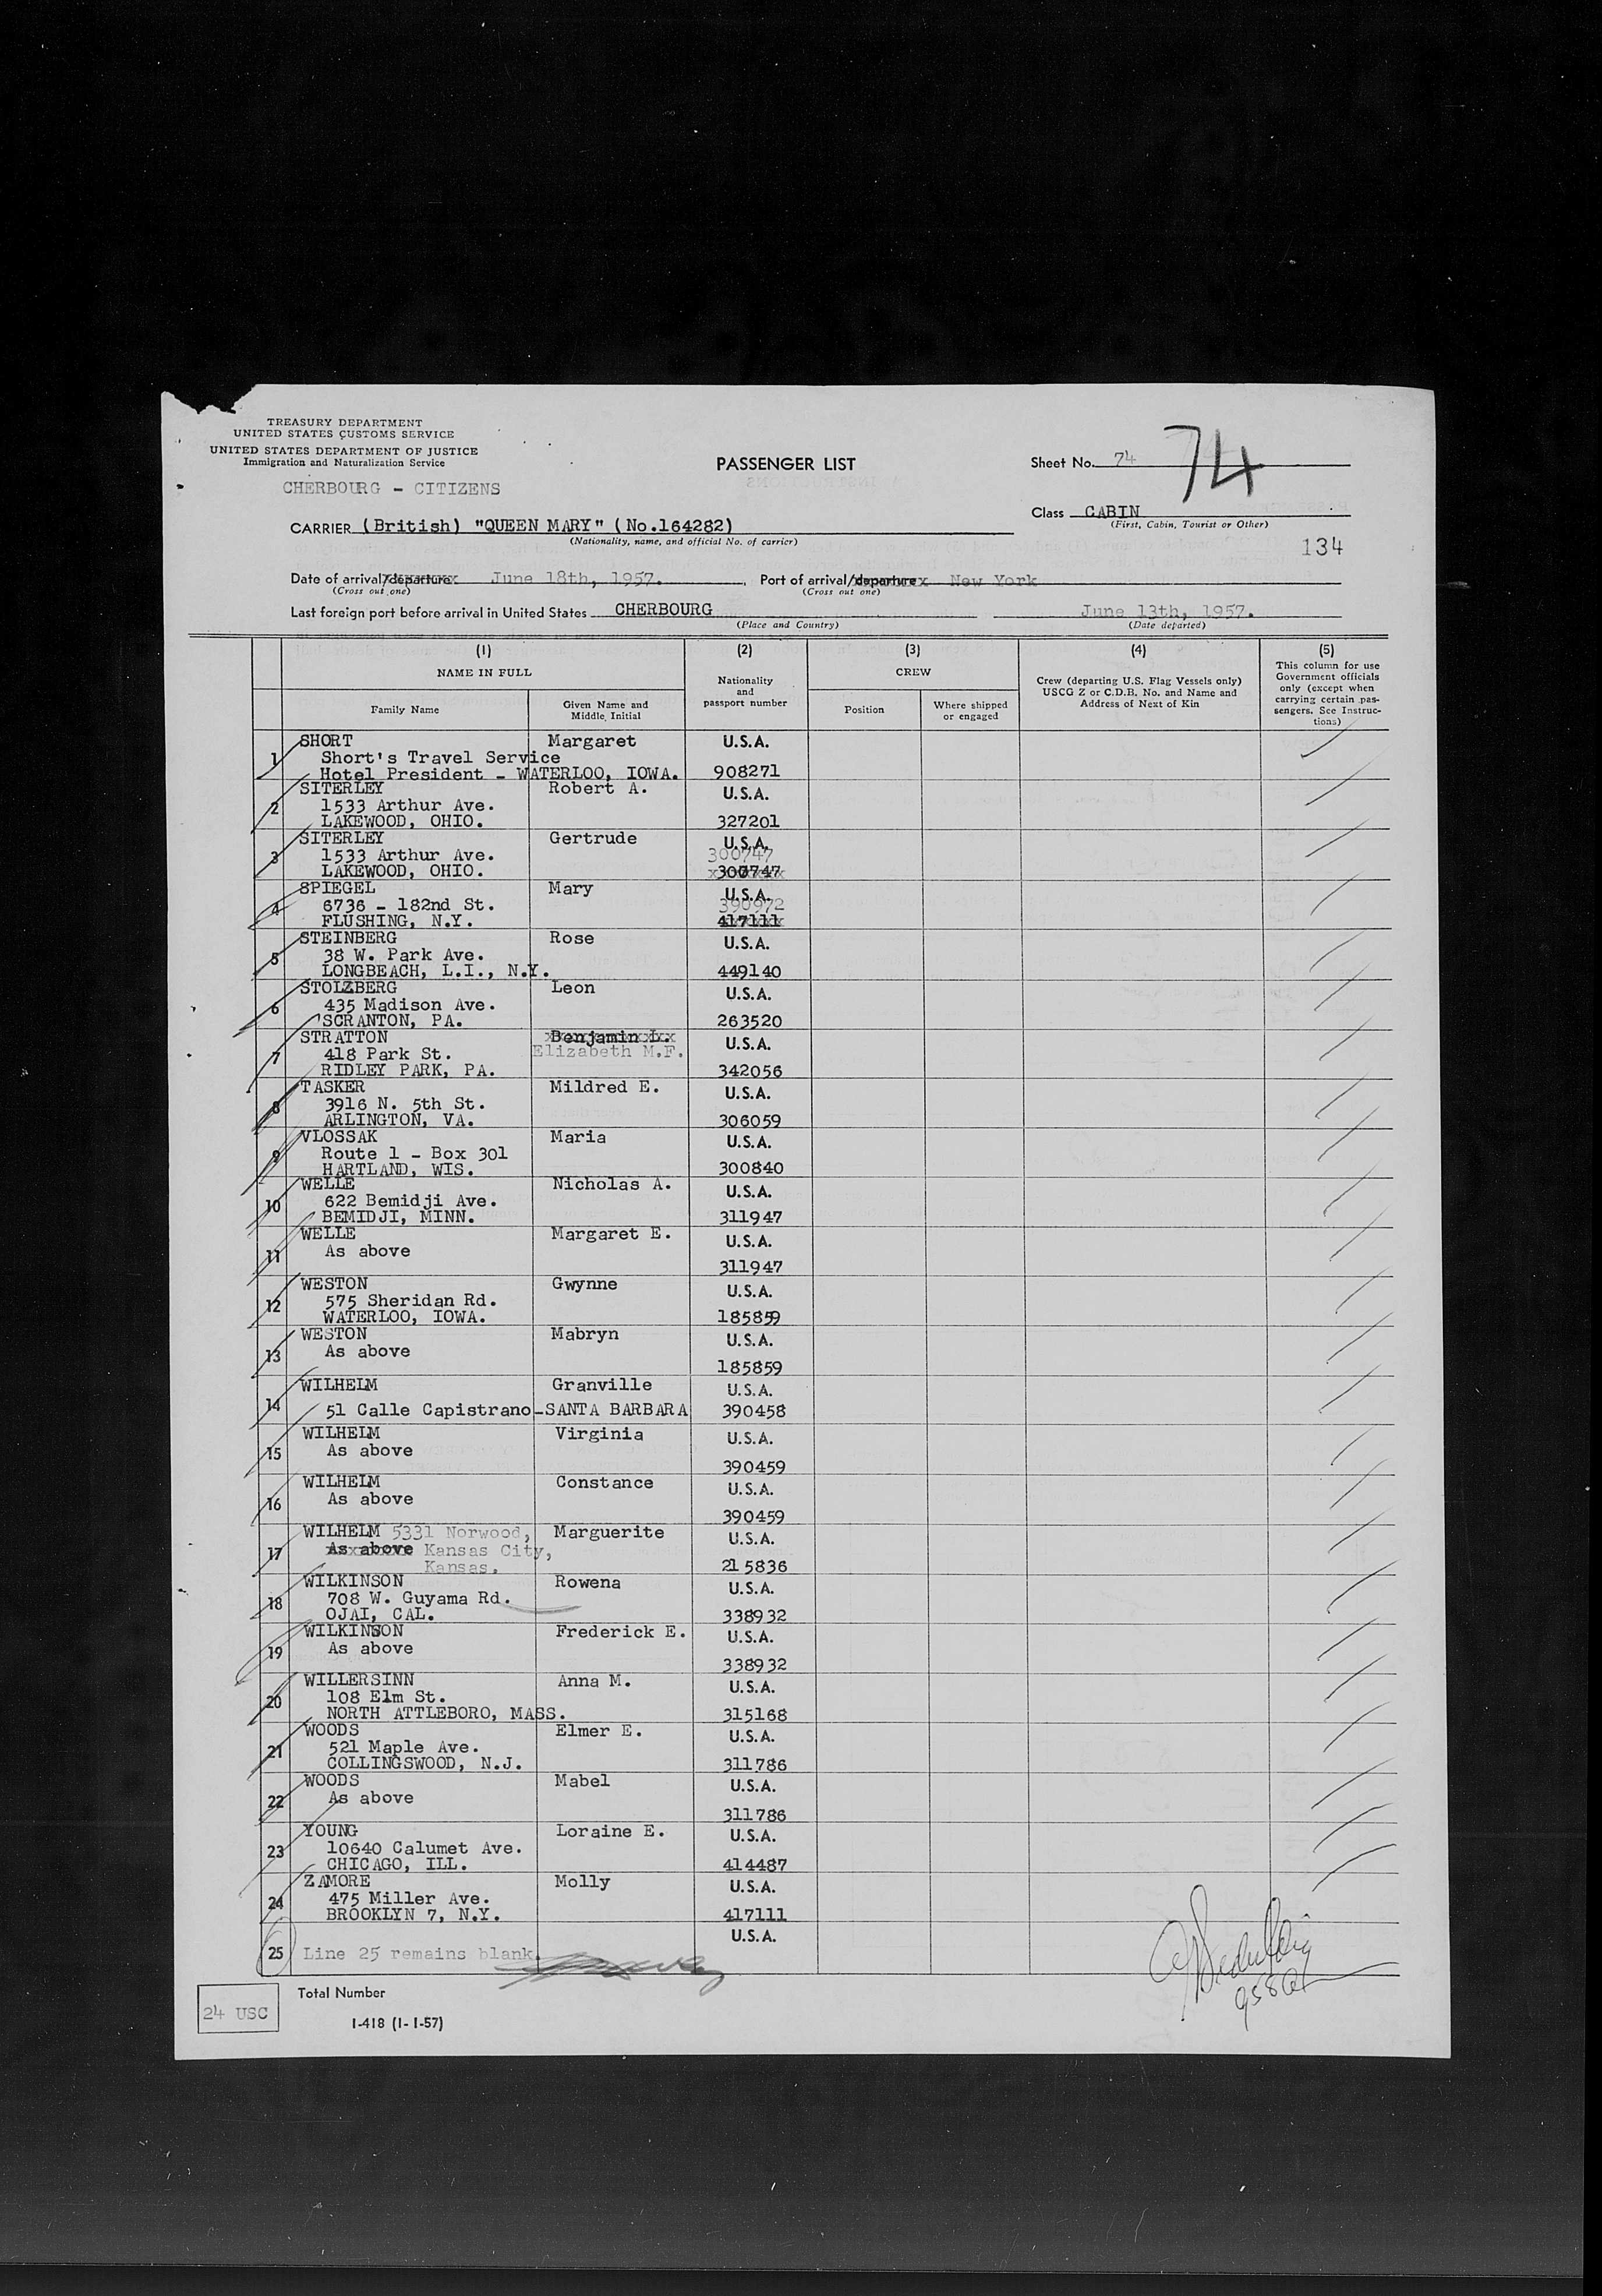 TREASURY DEPARTMENT
UNITED STATES CUSTOMS SERVICE
UNITED STATES DEPARTMENT OF JUSTICE
Immigration and Naturalization Service
CHERBOURG - CITIZENS
PASSENGER LIST
Sheet No. 74
74
Class CABIN
(First, Cabin, Tourist or Other)
CARRIER (British) "QUEEN MARY" (No.164282)
(Nationality, name, and official No. of carrier)
134
Date of arrival/departure June 18th, 1957. , Port of arrival/departure New York
(Cross out one) (Cross out one)
Last foreign port before arrival in United States CHERBOURG June 13th, 1957.
(Place and Country) (Date departed)
(1) (2) (3) (4) (5)
NAME IN FULL
Nationality and passport number
CREW
Crew (departing U.S. Flag Vessels only) USCG Z or C.D.B. No. and Name and Address of Next of Kin
This column for use Government officials only (except when carrying certain passengers. See Instructions)
Family Name Given Name and Middle Initial Position Where shipped or engaged
1 SHORT Margaret U.S.A.
Short's Travel Service
Hotel President - WATERLOO, IOWA. 908271
2 SITERLEY Robert A. U.S.A.
1533 Arthur Ave.
LAKEWOOD, OHIO. 327201
3 SITERLEY Gertrude U.S.A.
1533 Arthur Ave. 300747
LAKEWOOD, OHIO. 300747
4 SPIEGEL Mary U.S.A.
6736 - 182nd St. 390972
FLUSHING, N.Y. 417111
5 STEINBERG Rose U.S.A.
38 W. Park Ave.
LONGBEACH, L.I., N.Y. 449140
6 STOLZBERG Leon U.S.A.
435 Madison Ave.
SCRANTON, PA. 263520
7 STRATTON Benjamin L. U.S.A.
418 Park St. Elizabeth M.F.
RIDLEY PARK, PA. 342056
8 TASKER Mildred E. U.S.A.
3916 N. 5th St.
ARLINGTON, VA. 306059
9 VLOSSAK Maria U.S.A.
Route 1 - Box 301
HARTLAND, WIS. 300840
10 WELLE Nicholas A. U.S.A.
622 Bemidji Ave.
BEMIDJI, MINN. 311947
11 WELLE Margaret E. U.S.A.
As above
311947
12 WESTON Gwynne U.S.A.
575 Sheridan Rd.
WATERLOO, IOWA. 185859
13 WESTON Mabryn U.S.A.
As above
185859
14 WILHELM Granville U.S.A.
51 Calle Capistrano-SANTA BARBARA 390458
15 WILHELM Virginia U.S.A.
As above
390459
16 WILHELM Constance U.S.A.
As above
390459
17 WILHELM 5331 Norwood, Marguerite U.S.A.
As above Kansas City,
Kansas. 215836
18 WILKINSON Rowena U.S.A.
708 W. Guyama Rd.
OJAI, CAL. 338932
19 WILKINSON Frederick E. U.S.A.
As above
338932
20 WILLERSINN Anna M. U.S.A.
108 Elm St.
NORTH ATTLEBORO, MASS. 315168
21 WOODS Elmer E. U.S.A.
521 Maple Ave.
COLLINGSWOOD, N.J. 311786
22 WOODS Mabel U.S.A.
As above
311786
23 YOUNG Loraine E. U.S.A.
10640 Calumet Ave.
CHICAGO, ILL. 414487
24 ZAMORE Molly U.S.A.
475 Miller Ave.
BROOKLYN 7, N.Y. 417111
U.S.A.
25 Line 25 remains blank.
24 USC
Total Number
I-418 (1-1-57)